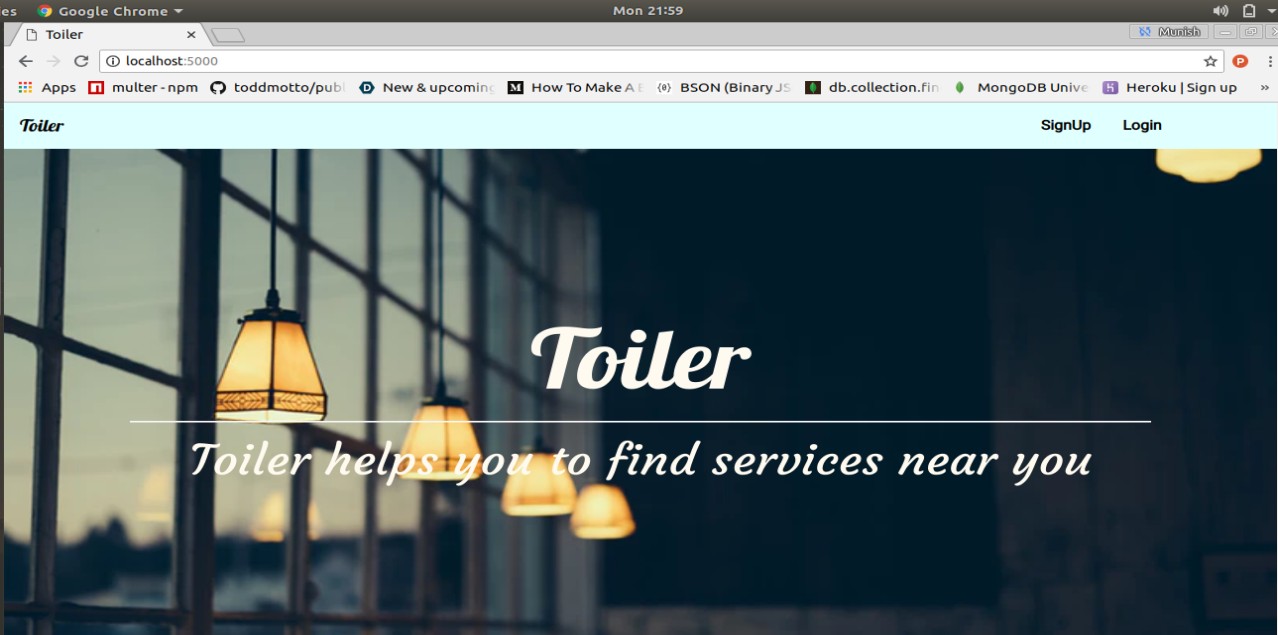 es Google Chrome Mon 21:59
Toiler Munish
localhost:5000
Apps multer - npm toddmotto/publ New & upcoming How To Make A E BSON (Binary JS db.collection.fin MongoDB Unive Heroku | Sign up »
Toiler SignUp Login
Toiler
Toiler helps you to find services near you